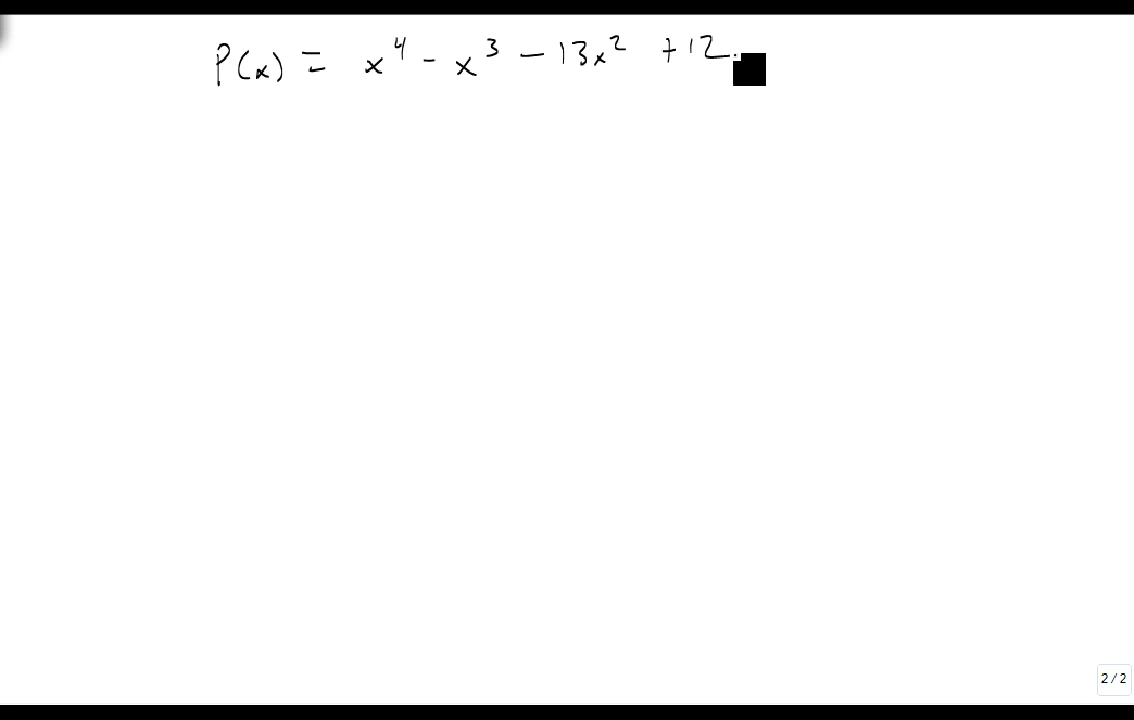 P(x) = x⁴ - x³ - 13x² +12
2/2